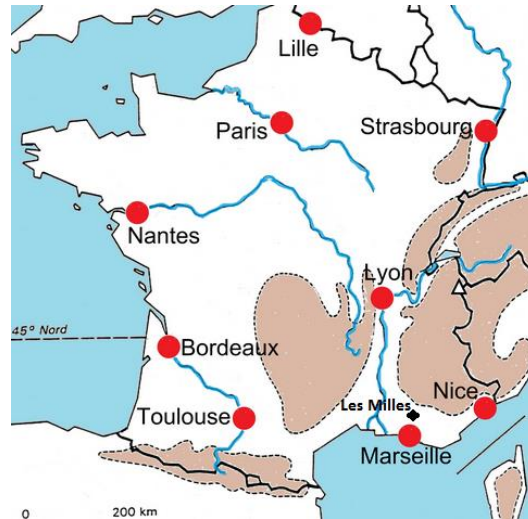 Lille
Paris
Strasbourg
Nantes
Lyon
45° Nord
Bordeaux
Les Milles
Nice
Toulouse
Marseille
0 200 km